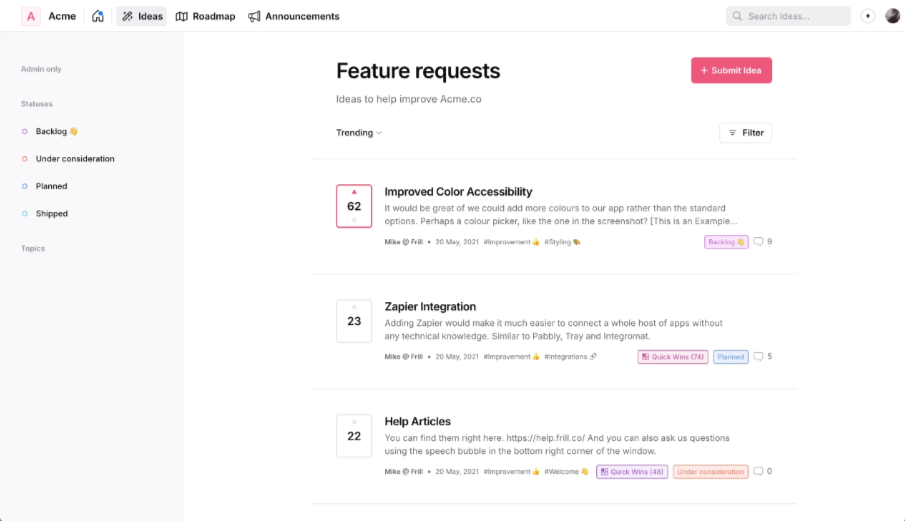 A Acme Ideas Roadmap Announcements Search Ideas...
Admin only
Statuses
Backlog 👋
Under consideration
Planned
Shipped
Topics
Feature requests
+ Submit Idea
Ideas to help improve Acme.co
Trending
Filter
62
Improved Color Accessibility
It would be great of we could add more colours to our app rather than the standard
options. Perhaps a colour picker, like the one in the screenshot? [This is an Example...
Mike @ Frill • 20 May, 2021 #Improvement 👍 #Styling 🎨 Backlog 👋 9
23
Zapier Integration
Adding Zapier would make it much easier to connect a whole host of apps without
any technical knowledge. Similar to Pabbly, Tray and Integromat.
Mike @ Frill • 20 May, 2021 #Improvement 👍 #Integrations 🔗 Quick Wins (74) Planned 5
22
Help Articles
You can find them right here. https://help.frill.co/ And you can also ask us questions
using the speech bubble in the bottom right corner of the window.
Mike @ Frill • 20 May, 2021 #Improvement 👍 #Welcome 👋 Quick Wins (48) Under consideration 0